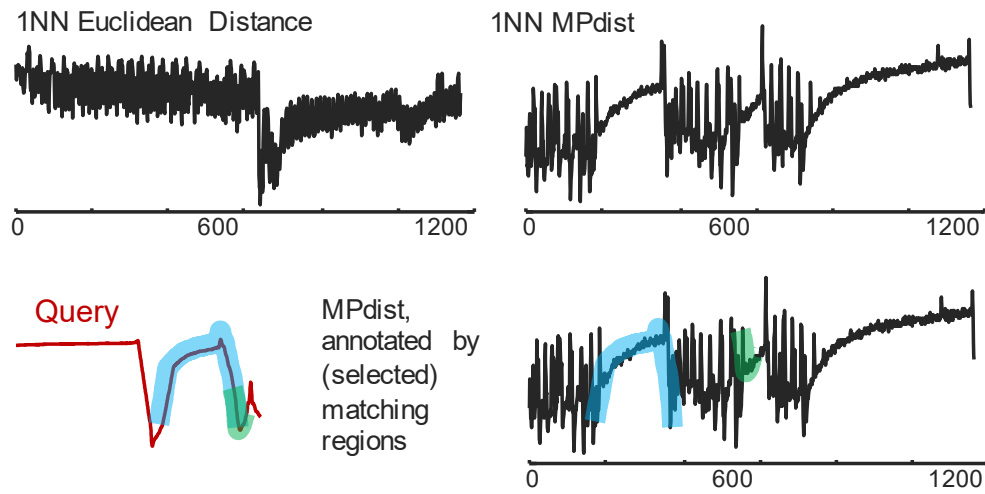 1NN Euclidean Distance
1NN MPdist
0 600 1200
0 600 1200
Query
MPdist,
annotated by
(selected)
matching
regions
0 600 1200